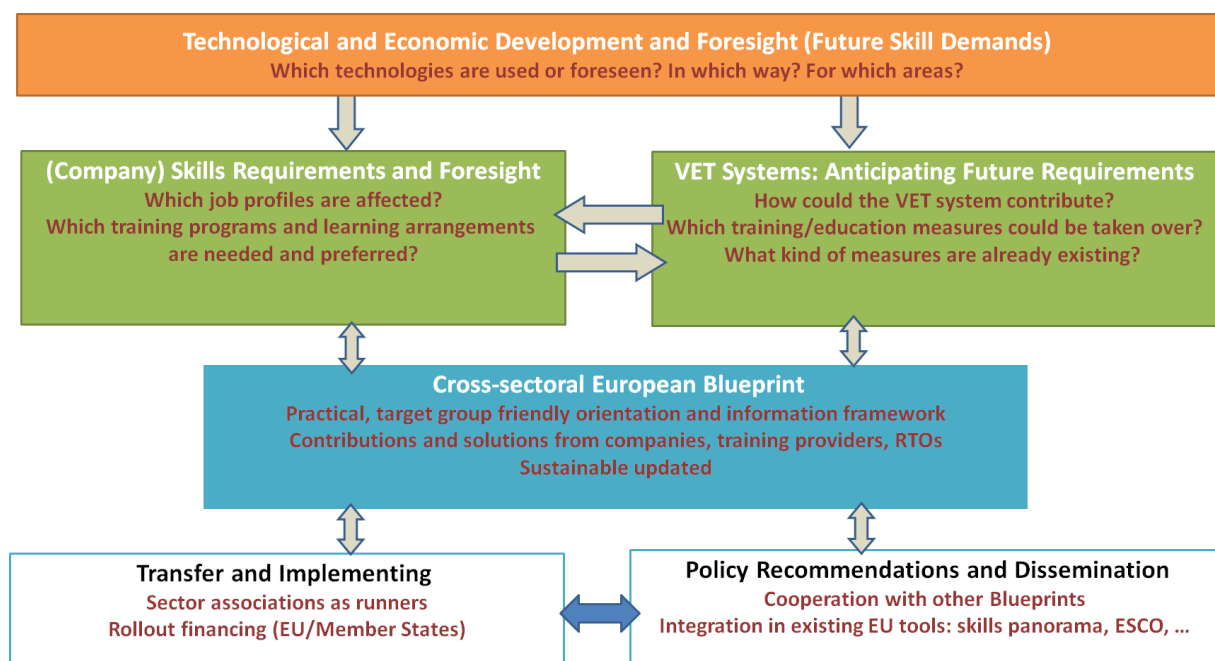 Technological and Economic Development and Foresight (Future Skill Demands)
Which technologies are used or foreseen? In which way? For which areas?
(Company) Skills Requirements and Foresight
Which job profiles are affected?
Which training programs and learning arrangements
are needed and preferred?
VET Systems: Anticipating Future Requirements
How could the VET system contribute?
Which training/education measures could be taken over?
What kind of measures are already existing?
Cross-sectoral European Blueprint
Practical, target group friendly orientation and information framework
Contributions and solutions from companies, training providers, RTOs
Sustainable updated
Transfer and Implementing
Sector associations as runners
Rollout financing (EU/Member States)
Policy Recommendations and Dissemination
Cooperation with other Blueprints
Integration in existing EU tools: skills panorama, ESCO, ...